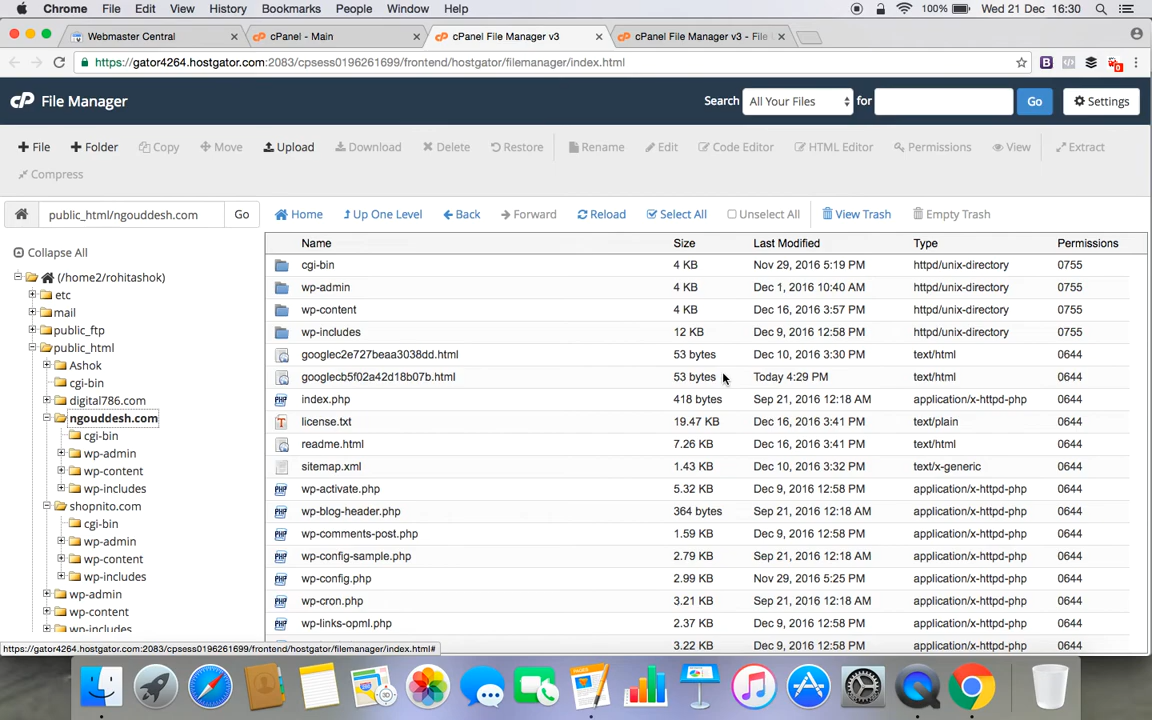 Chrome File Edit View History Bookmarks People Window Help 100% Wed 21 Dec 16:30
Webmaster Central cPanel - Main cPanel File Manager v3 cPanel File Manager v3 - File
https://gator4264.hostgator.com:2083/cpsess0196261699/frontend/hostgator/filemanager/index.html
cP File Manager Search All Your Files for Go Settings
File Folder Copy Move Upload Download Delete Restore Rename Edit Code Editor HTML Editor Permissions View Extract
Compress
public_html/ngouddesh.com Go Home Up One Level Back Forward Reload Select All Unselect All View Trash Empty Trash
Collapse All
(/home2/rohitashok)
etc
mail
public_ftp
public_html
Ashok
cgi-bin
digital786.com
ngouddesh.com
cgi-bin
wp-admin
wp-content
wp-includes
shopnito.com
cgi-bin
wp-admin
wp-content
wp-includes
wp-admin
wp-content
wp-includes
Name Size Last Modified Type Permissions
cgi-bin 4 KB Nov 29, 2016 5:19 PM httpd/unix-directory 0755
wp-admin 4 KB Dec 1, 2016 10:40 AM httpd/unix-directory 0755
wp-content 4 KB Dec 16, 2016 3:57 PM httpd/unix-directory 0755
wp-includes 12 KB Dec 9, 2016 12:58 PM httpd/unix-directory 0755
googlec2e727beaa3038dd.html 53 bytes Dec 10, 2016 3:30 PM text/html 0644
googlecb5f02a42d18b07b.html 53 bytes Today 4:29 PM text/html 0644
index.php 418 bytes Sep 21, 2016 12:18 AM application/x-httpd-php 0644
license.txt 19.47 KB Dec 16, 2016 3:41 PM text/plain 0644
readme.html 7.26 KB Dec 16, 2016 3:41 PM text/html 0644
sitemap.xml 1.43 KB Dec 10, 2016 3:32 PM text/x-generic 0644
wp-activate.php 5.32 KB Dec 9, 2016 12:58 PM application/x-httpd-php 0644
wp-blog-header.php 364 bytes Sep 21, 2016 12:18 AM application/x-httpd-php 0644
wp-comments-post.php 1.59 KB Dec 9, 2016 12:58 PM application/x-httpd-php 0644
wp-config-sample.php 2.79 KB Sep 21, 2016 12:18 AM application/x-httpd-php 0644
wp-config.php 2.99 KB Nov 29, 2016 5:25 PM application/x-httpd-php 0644
wp-cron.php 3.21 KB Sep 21, 2016 12:18 AM application/x-httpd-php 0644
wp-links-opml.php 2.37 KB Dec 9, 2016 12:58 PM application/x-httpd-php 0644
3.22 KB Dec 9, 2016 12:58 PM application/x-httpd-php 0644
https://gator4264.hostgator.com:2083/cpsess0196261699/frontend/hostgator/filemanager/index.html#